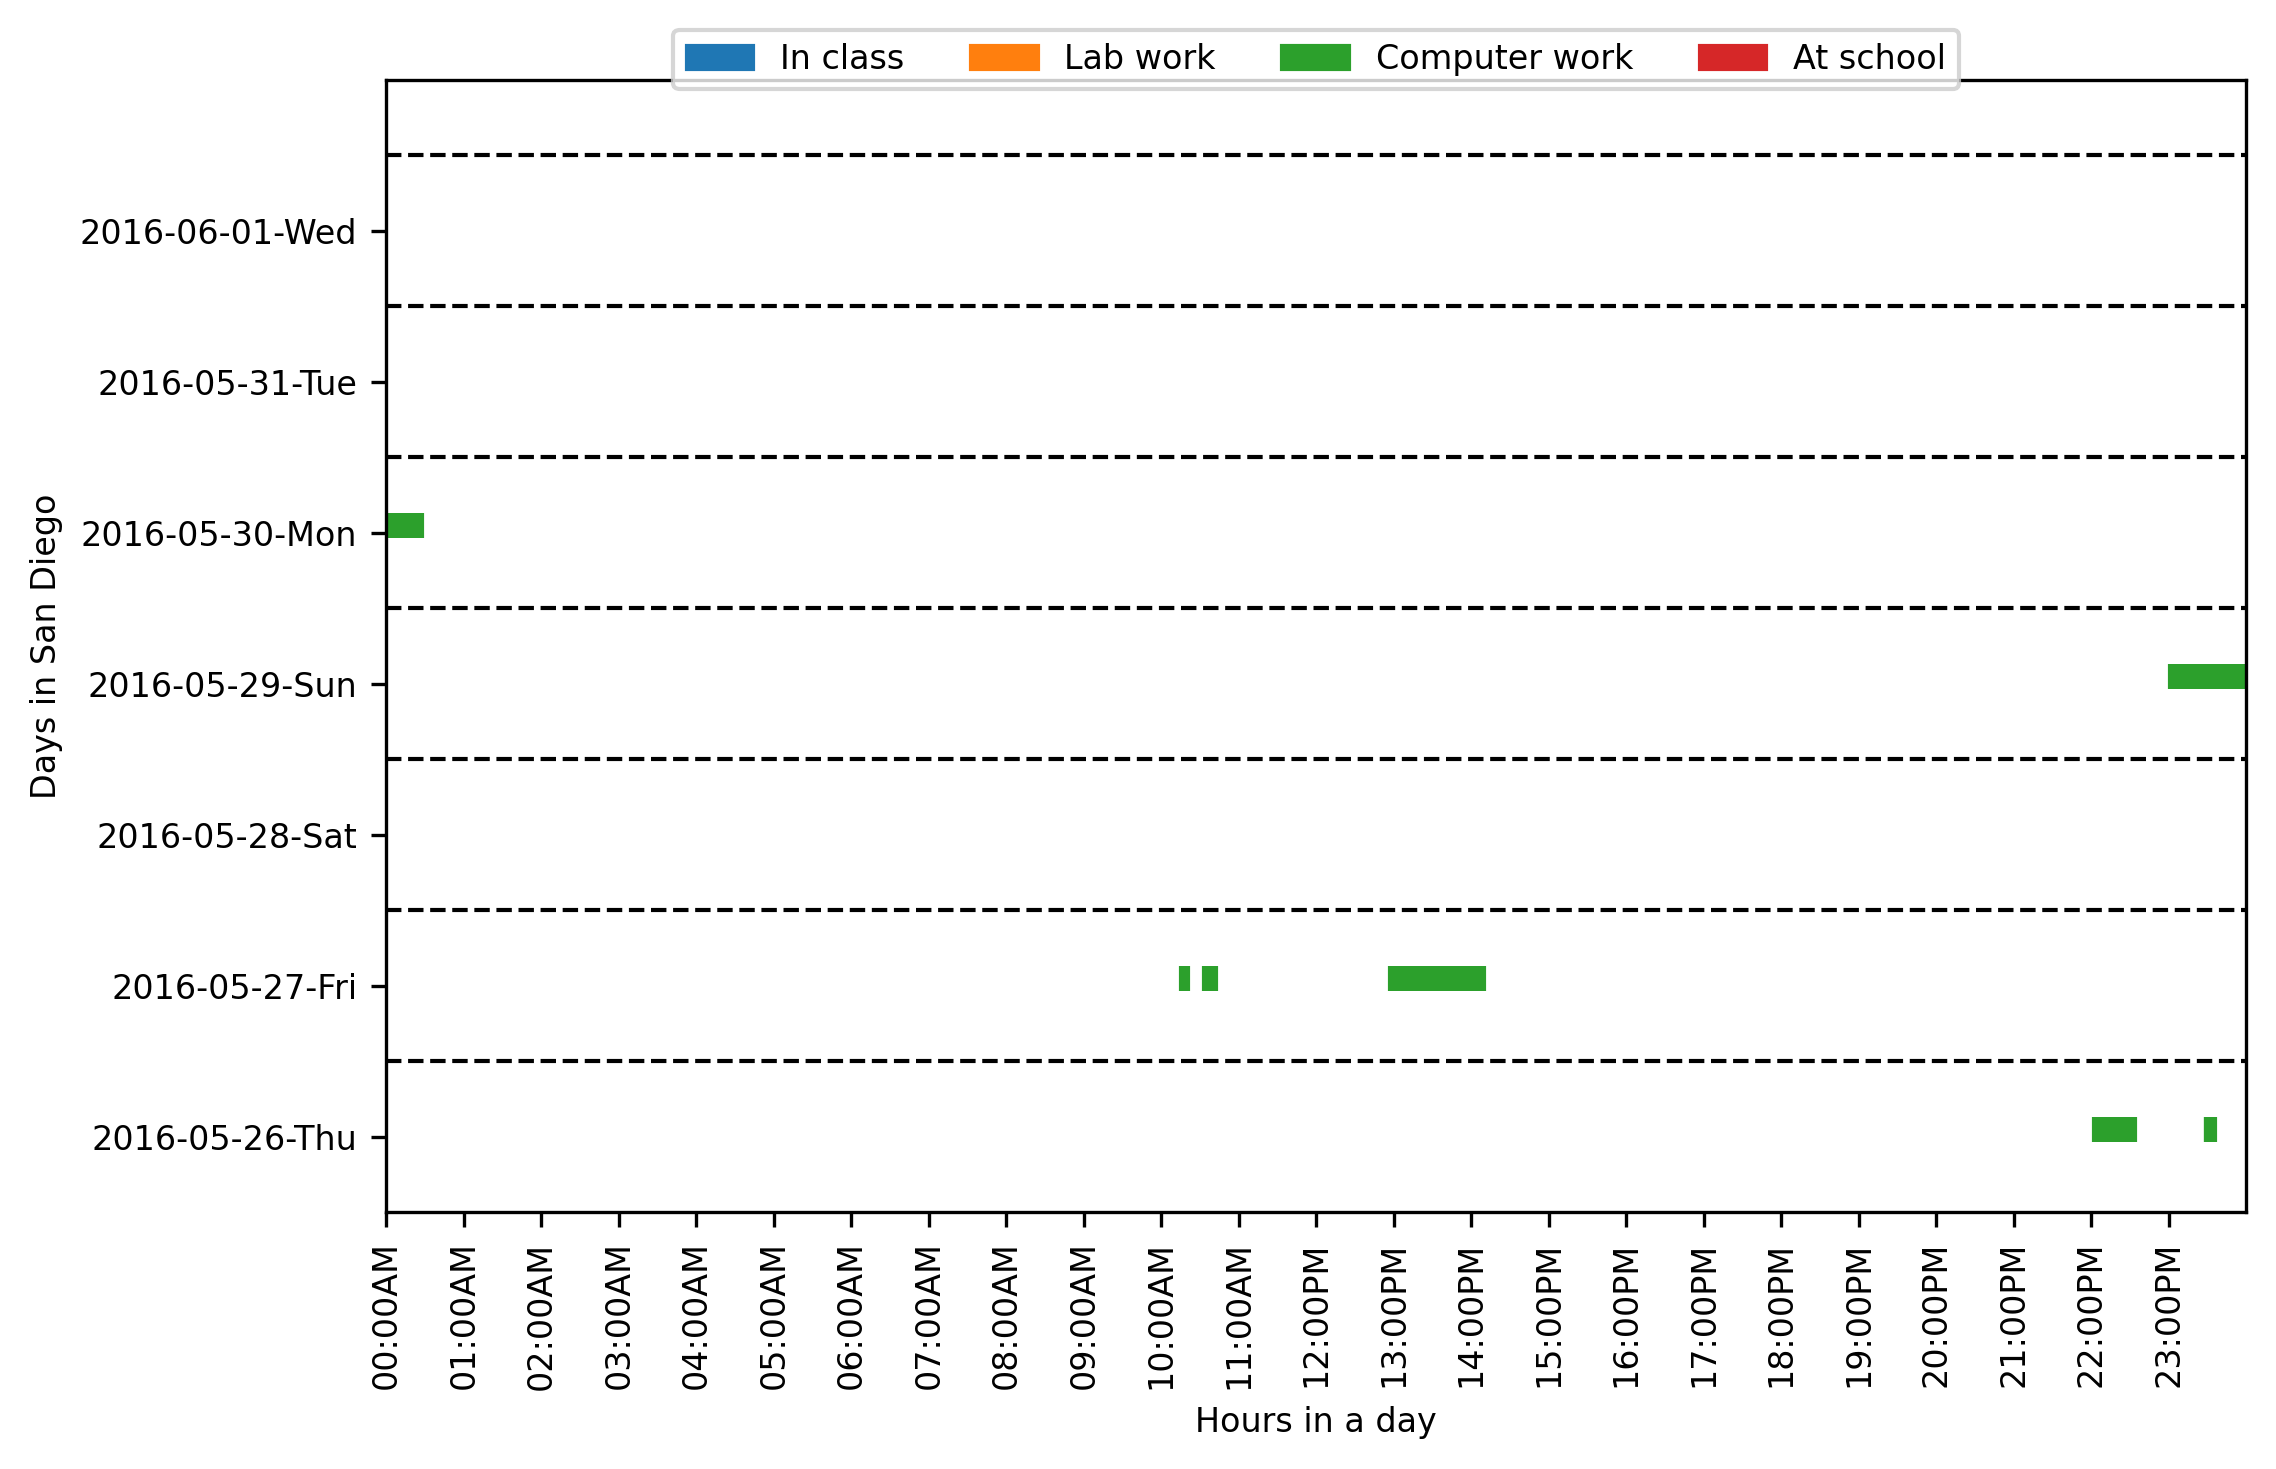 In class Lab work Computer work At school
2016-06-01-Wed
2016-05-31-Tue
2016-05-30-Mon
2016-05-29-Sun
2016-05-28-Sat
2016-05-27-Fri
2016-05-26-Thu
Days in San Diego
00:00AM 01:00AM 02:00AM 03:00AM 04:00AM 05:00AM 06:00AM 07:00AM 08:00AM 09:00AM 10:00AM 11:00AM 12:00PM 13:00PM 14:00PM 15:00PM 16:00PM 17:00PM 18:00PM 19:00PM 20:00PM 21:00PM 22:00PM 23:00PM
Hours in a day